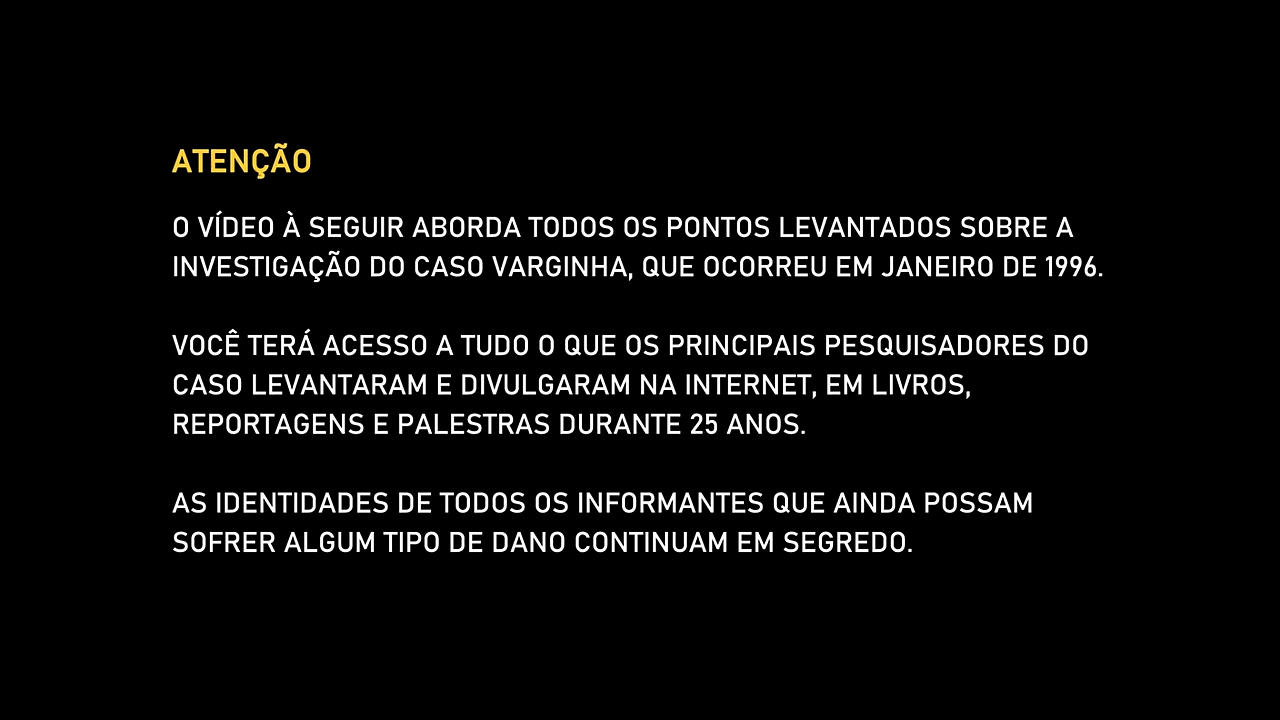 ATENÇÃO
O VÍDEO À SEGUIR ABORDA TODOS OS PONTOS LEVANTADOS SOBRE A
INVESTIGAÇÃO DO CASO VARGINHA, QUE OCORREU EM JANEIRO DE 1996.
VOCÊ TERÁ ACESSO A TUDO O QUE OS PRINCIPAIS PESQUISADORES DO
CASO LEVANTARAM E DIVULGARAM NA INTERNET, EM LIVROS,
REPORTAGENS E PALESTRAS DURANTE 25 ANOS.
AS IDENTIDADES DE TODOS OS INFORMANTES QUE AINDA POSSAM
SOFRER ALGUM TIPO DE DANO CONTINUAM EM SEGREDO.